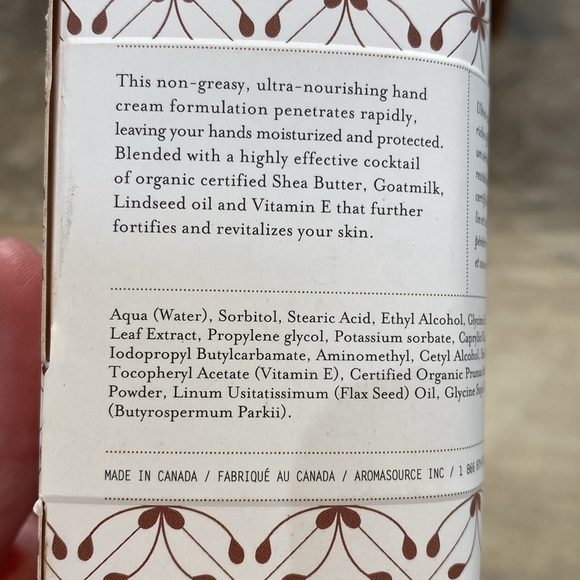 This non-greasy, ultra-nourishing hand
cream formulation penetrates rapidly,
leaving your hands moisturized and protected.
Blended with a highly effective cocktail
of organic certified Shea Butter, Goatmilk,
Lindseed oil and Vitamin E that further
fortifies and revitalizes your skin.
Aqua (Water), Sorbitol, Stearic Acid, Ethyl Alcohol,
Leaf Extract, Propylene glycol, Potassium sorbate,
Iodopropyl Butylcarbamate, Aminomethyl, Cetyl Alcohol,
Tocopheryl Acetate (Vitamin E), Certified Organic
Powder, Linum Usitatissimum (Flax Seed) Oil,
(Butyrospermum Parkii).
MADE IN CANADA / FABRIQUÉ AU CANADA / AROMASOURCE INC / 1 866